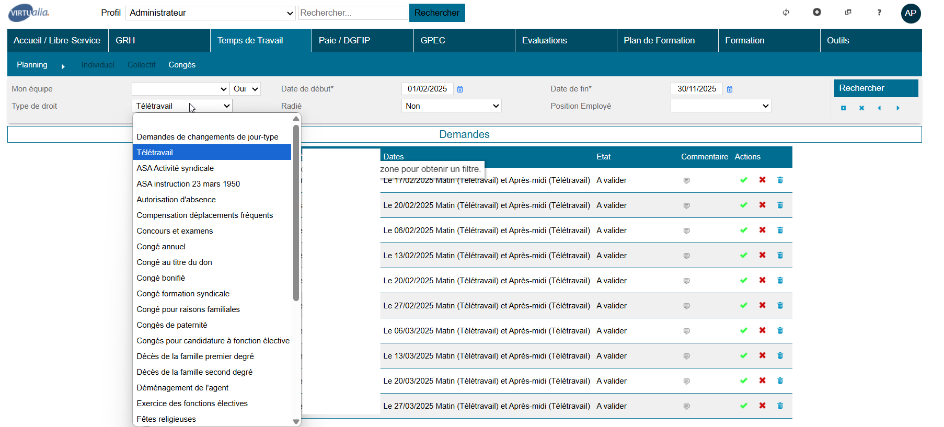 VIRTUalia
Profil Administrateur Rechercher... Rechercher ? AP
Accueil / Libre-Service GRH Temps de Travail Paie / DGFIP GPEC Evaluations Plan de Formation Formation Outils
Planning Individuel Collectif Congés
Mon équipe Oui Date de début* 01/02/2025 Date de fin* 30/11/2025 Rechercher
Type de droit Télétravail Radié Non Position Employé
Demandes
Demandes de changements de jour-type
Télétravail
ASA Activité syndicale
ASA instruction 23 mars 1950
Autorisation d'absence
Compensation déplacements fréquents
Concours et examens
Congé annuel
Congé au titre du don
Congé bonifié
Congé formation syndicale
Congé pour raisons familiales
Congés de paternité
Congés pour candidature à fonction élective
Décès de la famille premier degré
Décès de la famille second degré
Déménagement de l'agent
Exercice des fonctions électives
Fêtes religieuses
Dates Etat Commentaire Actions
zone pour obtenir un filtre.
Le 17/02/2025 Matin (Télétravail) et Après-midi (Télétravail) A valider
Le 20/02/2025 Matin (Télétravail) et Après-midi (Télétravail) A valider
Le 06/02/2025 Matin (Télétravail) et Après-midi (Télétravail) A valider
Le 13/02/2025 Matin (Télétravail) et Après-midi (Télétravail) A valider
Le 20/02/2025 Matin (Télétravail) et Après-midi (Télétravail) A valider
Le 27/02/2025 Matin (Télétravail) et Après-midi (Télétravail) A valider
Le 06/03/2025 Matin (Télétravail) et Après-midi (Télétravail) A valider
Le 13/03/2025 Matin (Télétravail) et Après-midi (Télétravail) A valider
Le 20/03/2025 Matin (Télétravail) et Après-midi (Télétravail) A valider
Le 27/03/2025 Matin (Télétravail) et Après-midi (Télétravail) A valider